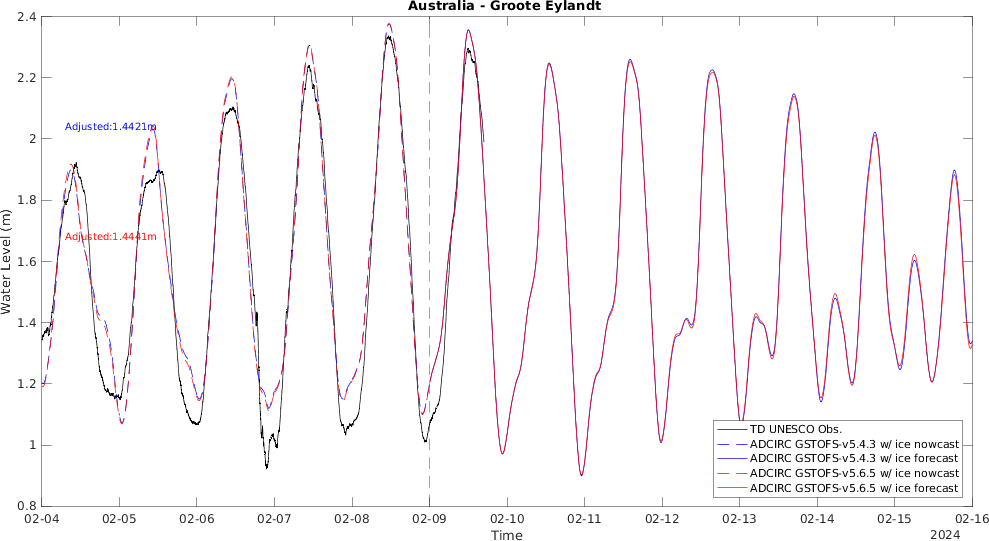 Australia - Groote Eylandt
2.4
2.2
2
1.8
1.6
1.4
1.2
1
0.8
Water Level (m)
Adjusted:1.4421m
Adjusted:1.4441m
TD UNESCO Obs.
ADCIRC GSTOFS-v5.4.3 w/ ice nowcast
ADCIRC GSTOFS-v5.4.3 w/ ice forecast
ADCIRC GSTOFS-v5.6.5 w/ ice nowcast
ADCIRC GSTOFS-v5.6.5 w/ ice forecast
02-04 02-05 02-06 02-07 02-08 02-09 02-10 02-11 02-12 02-13 02-14 02-15 02-16
Time
2024